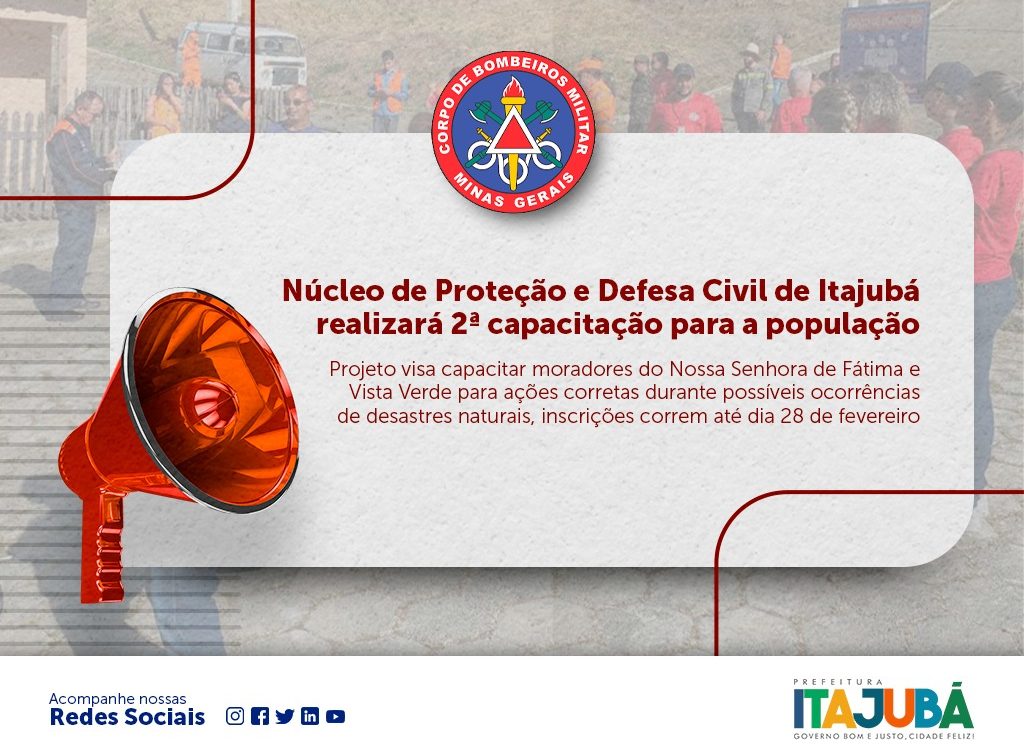 CORPO DE BOMBEIROS MILITAR
MINAS GERAIS
Núcleo de Proteção e Defesa Civil de Itajubá
realizará 2ª capacitação para a população
Projeto visa capacitar moradores do Nossa Senhora de Fátima e
Vista Verde para ações corretas durante possíveis ocorrências
de desastres naturais, inscrições correm até dia 28 de fevereiro
Acompanhe nossas
Redes Sociais
PREFEITURA
ITAJUBÁ
GOVERNO BOM E JUSTO, CIDADE FELIZ!